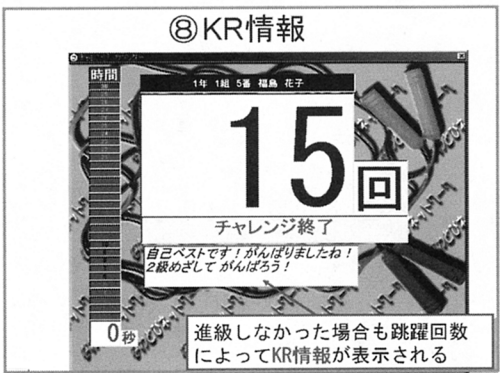 ⑧KR情報
時間
1年 1組 5番 福島 花子
15回
チャレンジ終了
自己ベストです！がんばりましたね！
2級めざして がんばろう！
0秒
進級しなかった場合も跳躍回数
によってKR情報が表示される